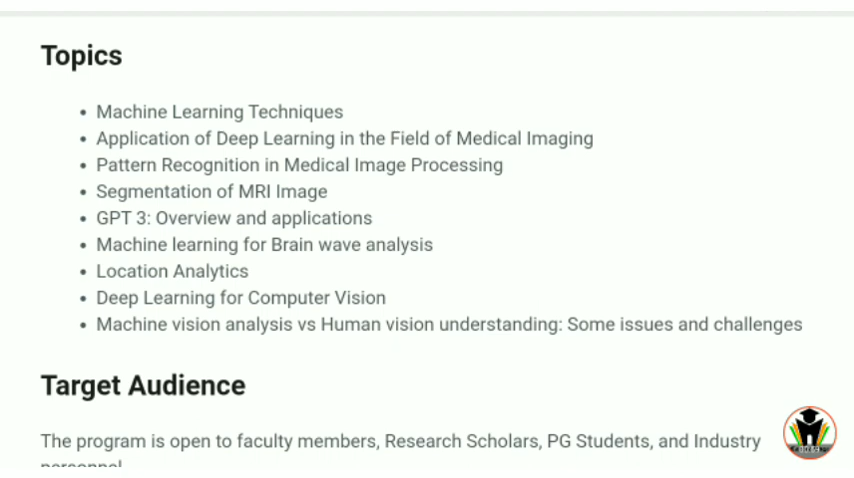 Topics
Machine Learning Techniques
Application of Deep Learning in the Field of Medical Imaging
Pattern Recognition in Medical Image Processing
Segmentation of MRI Image
GPT 3: Overview and applications
Machine learning for Brain wave analysis
Location Analytics
Deep Learning for Computer Vision
Machine vision analysis vs Human vision understanding: Some issues and challenges
Target Audience
The program is open to faculty members, Research Scholars, PG Students, and Industry
personnel